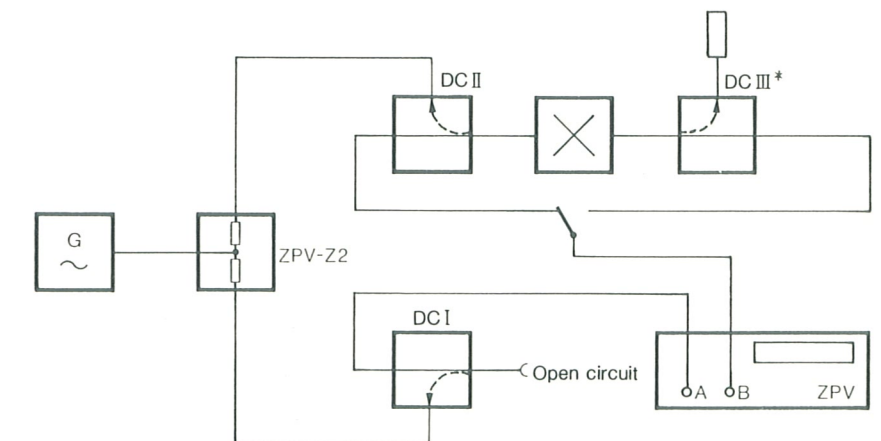 DC II
DC III*
G
ZPV-Z2
DC I
Open circuit
A
B
ZPV